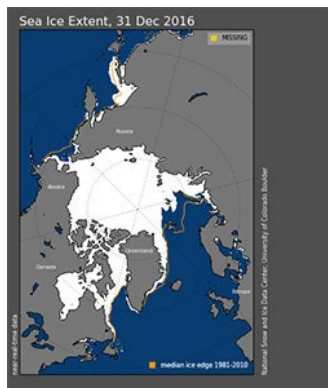 Sea Ice Extent, 31 Dec 2016
MISSING
Russia
Alaska
Greenland
Canada
Europe
National Snow and Ice Data Center, University of Colorado Boulder
near-real-time data
median ice edge 1981-2010